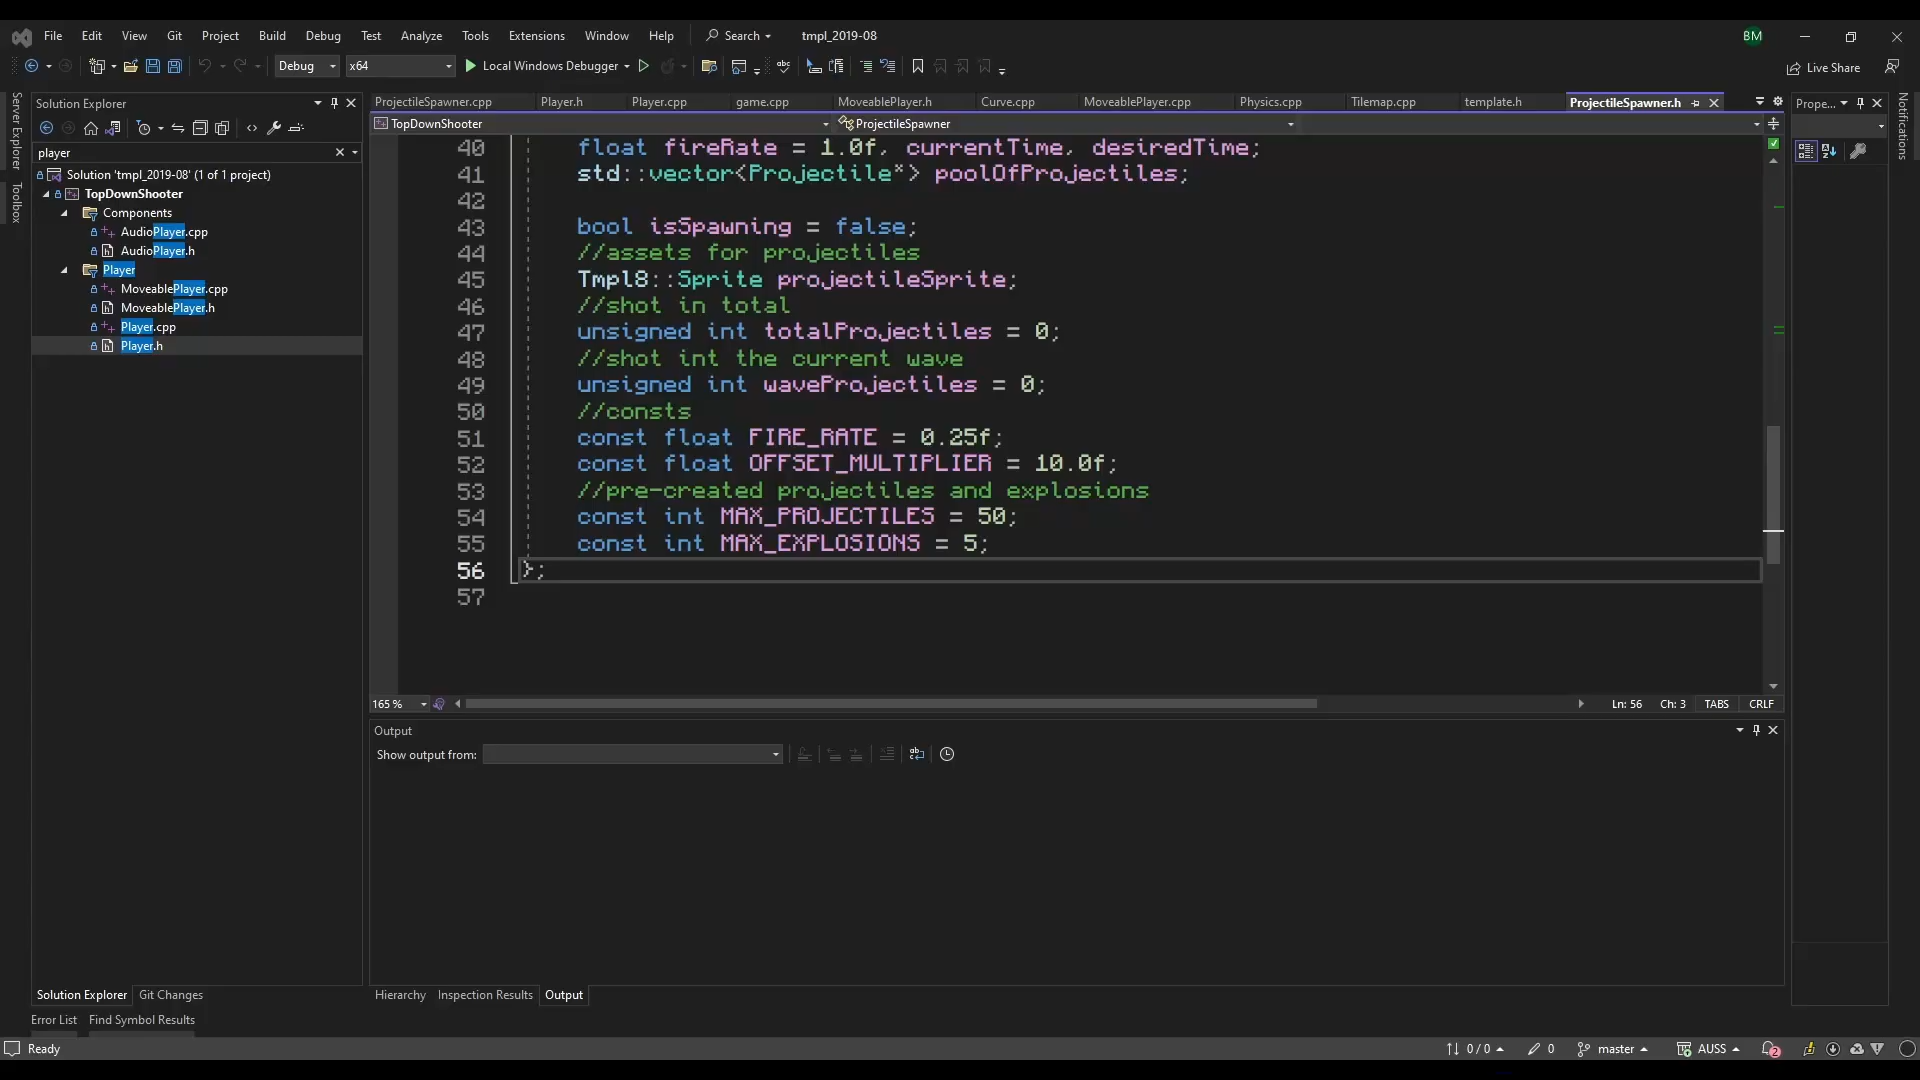 File Edit View Git Project Build Debug Test Analyze Tools Extensions Window Help Search tmpl_2019-08 BM
Debug x64 Local Windows Debugger Live Share
Server Explorer
Toolbox
Solution Explorer
player
Solution 'tmpl_2019-08' (1 of 1 project)
TopDownShooter
Components
AudioPlayer.cpp
AudioPlayer.h
Player
MoveablePlayer.cpp
MoveablePlayer.h
Player.cpp
Player.h
Solution Explorer Git Changes
ProjectileSpawner.cpp Player.h Player.cpp game.cpp MoveablePlayer.h Curve.cpp MoveablePlayer.cpp Physics.cpp Tilemap.cpp template.h ProjectileSpawner.h
TopDownShooter ProjectileSpawner
40 float fireRate = 1.0f, currentTime, desiredTime;
41 std::vector<Projectile*> poolOfProjectiles;
42
43 bool isSpawning = false;
44 //assets for projectiles
45 Tmpl8::Sprite projectileSprite;
46 //shot in total
47 unsigned int totalProjectiles = 0;
48 //shot int the current wave
49 unsigned int waveProjectiles = 0;
50 //consts
51 const float FIRE_RATE = 0.25f;
52 const float OFFSET_MULTIPLIER = 10.0f;
53 //pre-created projectiles and explosions
54 const int MAX_PROJECTILES = 50;
55 const int MAX_EXPLOSIONS = 5;
56 };
57
165 % Ln: 56 Ch: 3 TABS CRLF
Output
Show output from:
Hierarchy Inspection Results Output
Prope...
Notifications
Error List Find Symbol Results
Ready 0 / 0 0 master AUSS 2